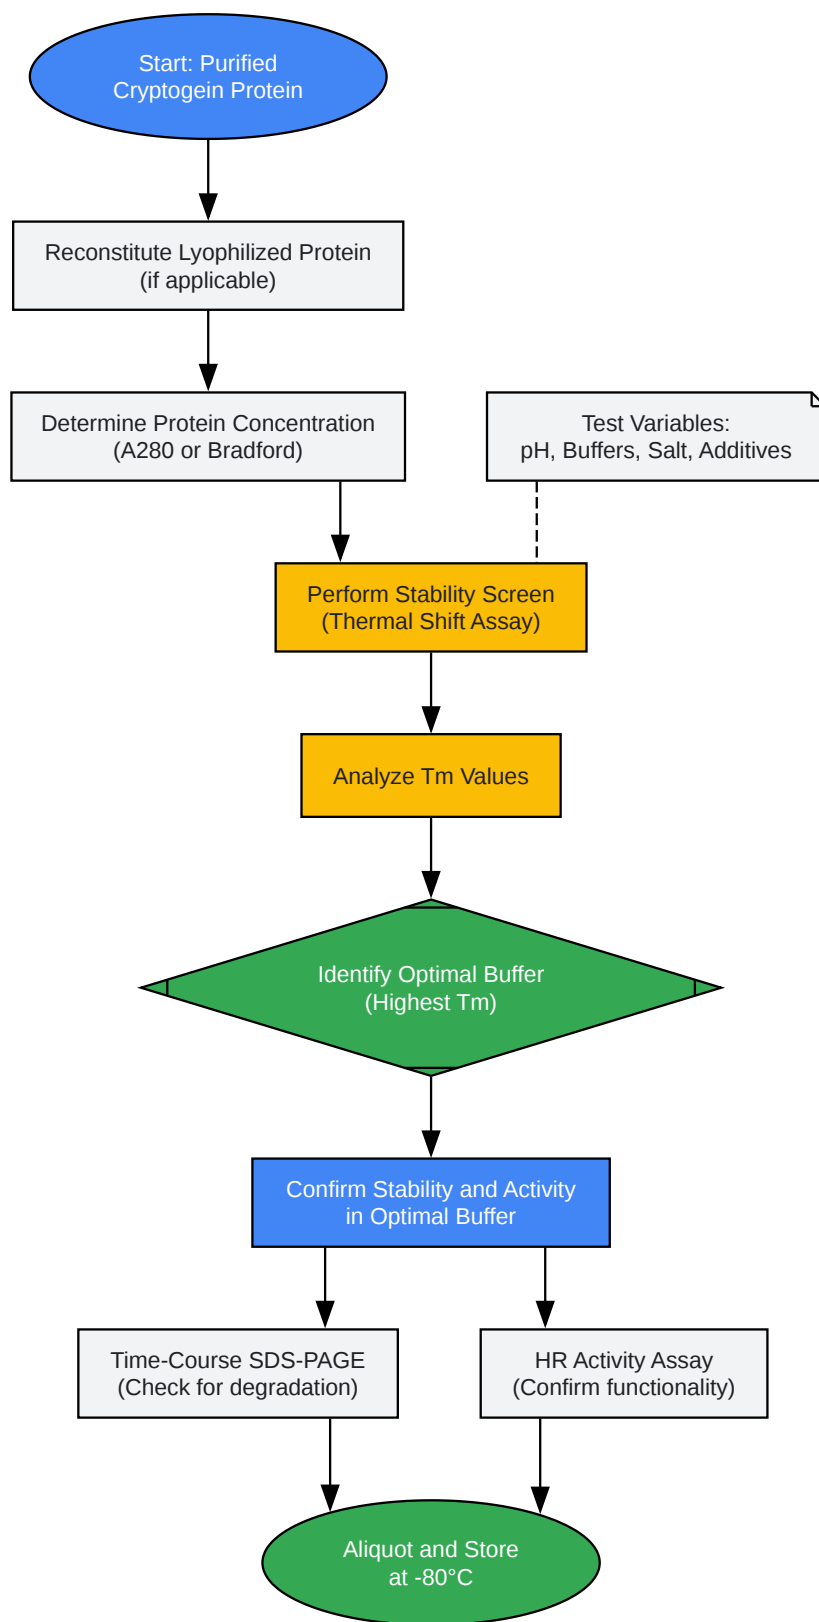 Start: Purified
Cryptogein Protein
Reconstitute Lyophilized Protein
(if applicable)
Determine Protein Concentration
(A280 or Bradford)
Test Variables:
pH, Buffers, Salt, Additives
Perform Stability Screen
(Thermal Shift Assay)
Analyze Tm Values
Identify Optimal Buffer
(Highest Tm)
Confirm Stability and Activity
in Optimal Buffer
Time-Course SDS-PAGE
(Check for degradation)
HR Activity Assay
(Confirm functionality)
Aliquot and Store
at -80°C